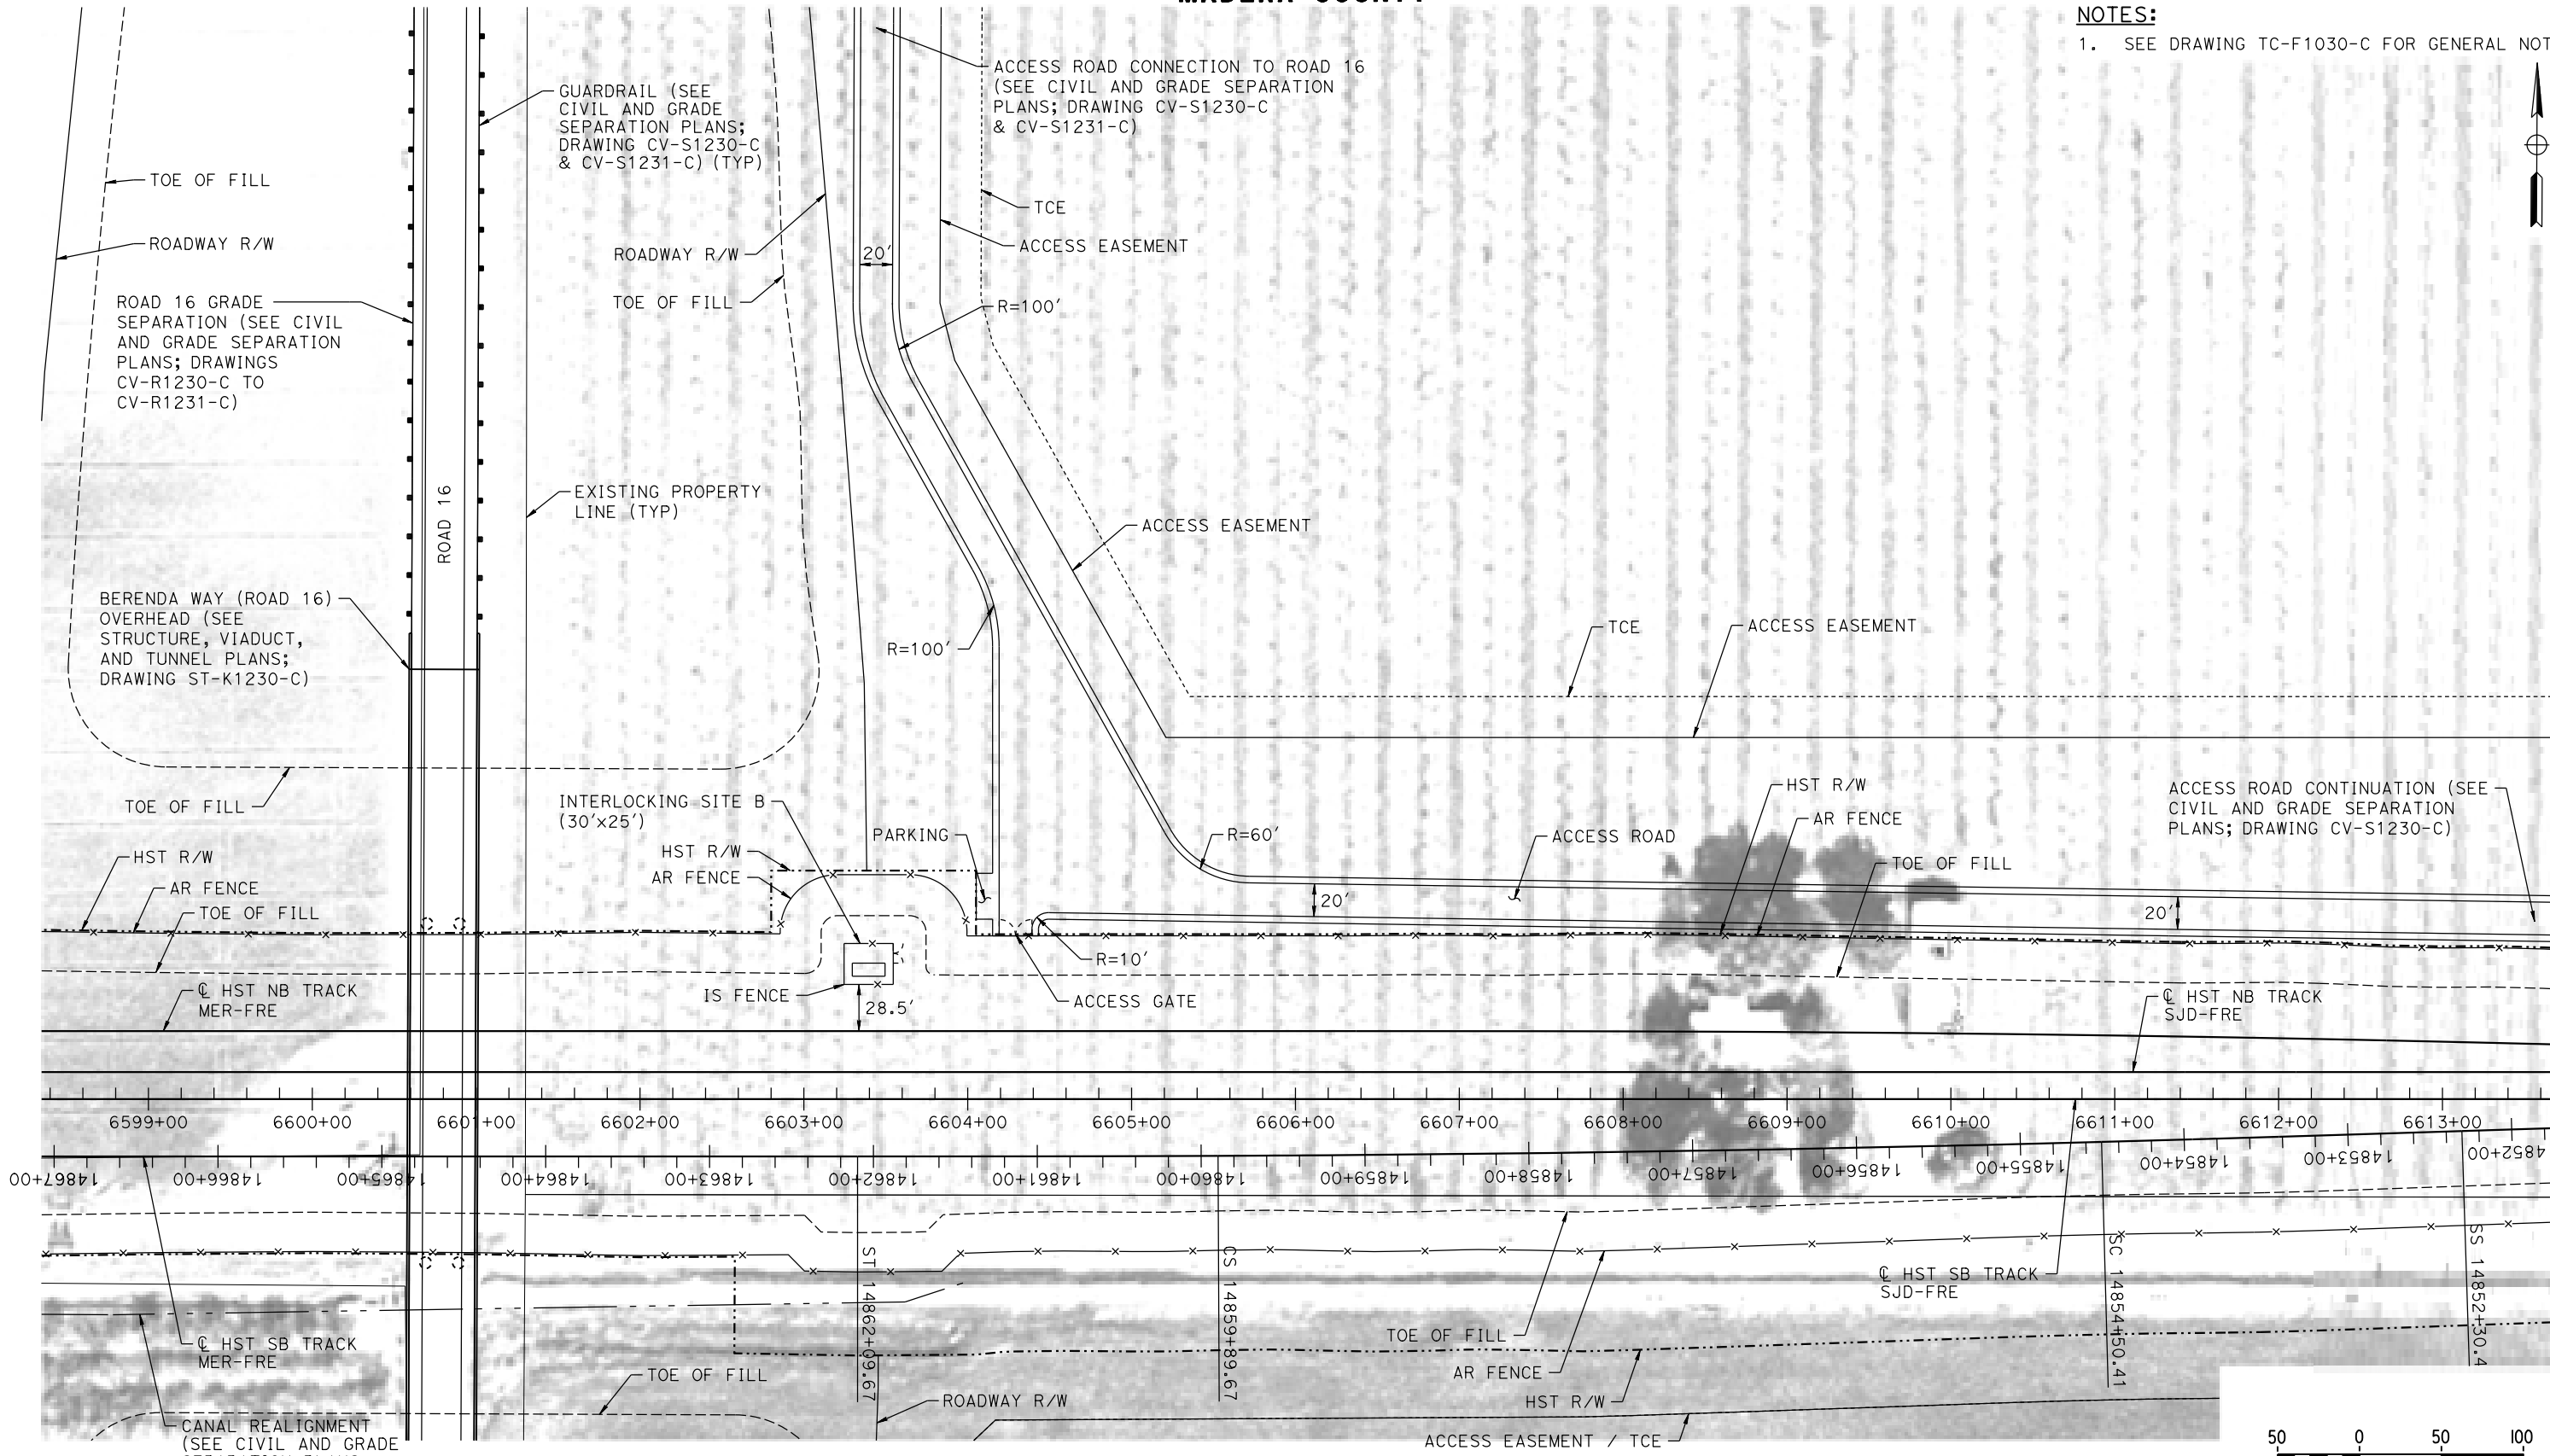 MADERA COUNTY
NOTES:
1. SEE DRAWING TC-F1030-C FOR GENERAL NOT
ACCESS ROAD CONNECTION TO ROAD 16
(SEE CIVIL AND GRADE SEPARATION
PLANS; DRAWING CV-S1230-C
& CV-S1231-C)
GUARDRAIL (SEE
CIVIL AND GRADE
SEPARATION PLANS;
DRAWING CV-S1230-C
& CV-S1231-C) (TYP)
TOE OF FILL
ROADWAY R/W
TCE
ACCESS EASEMENT
ROADWAY R/W
20'
TOE OF FILL
R=100'
ROAD 16 GRADE
SEPARATION (SEE CIVIL
AND GRADE SEPARATION
PLANS; DRAWINGS
CV-R1230-C TO
CV-R1231-C)
ROAD 16
EXISTING PROPERTY
LINE (TYP)
ACCESS EASEMENT
BERENDA WAY (ROAD 16)
OVERHEAD (SEE
STRUCTURE, VIADUCT,
AND TUNNEL PLANS;
DRAWING ST-K1230-C)
R=100'
TCE
ACCESS EASEMENT
TOE OF FILL
INTERLOCKING SITE B
(30'x25')
PARKING
R=60'
ACCESS ROAD
HST R/W
AR FENCE
ACCESS ROAD CONTINUATION (SEE
CIVIL AND GRADE SEPARATION
PLANS; DRAWING CV-S1230-C)
HST R/W
AR FENCE
TOE OF FILL
HST R/W
AR FENCE
TOE OF FILL
20'
20'
R=10'
ACCESS GATE
IS FENCE
28.5'
℄ HST NB TRACK
MER-FRE
℄ HST NB TRACK
SJD-FRE
6599+00 6600+00 6601+00 6602+00 6603+00 6604+00 6605+00 6606+00 6607+00 6608+00 6609+00 6610+00 6611+00 6612+00 6613+00
14867+00 14866+00 14865+00 14864+00 14863+00 14862+00 14861+00 14860+00 14859+00 14858+00 14857+00 14856+00 14855+00 14854+00 14853+00 4852+00
ST 14862+09.67
CS 14859+89.67
SC 14854+50.41
SS 14852+30.4
℄ HST SB TRACK
SJD-FRE
℄ HST SB TRACK
MER-FRE
TOE OF FILL
AR FENCE
HST R/W
TOE OF FILL
ROADWAY R/W
CANAL REALIGNMENT
(SEE CIVIL AND GRADE
ACCESS EASEMENT / TCE
50 0 50 100